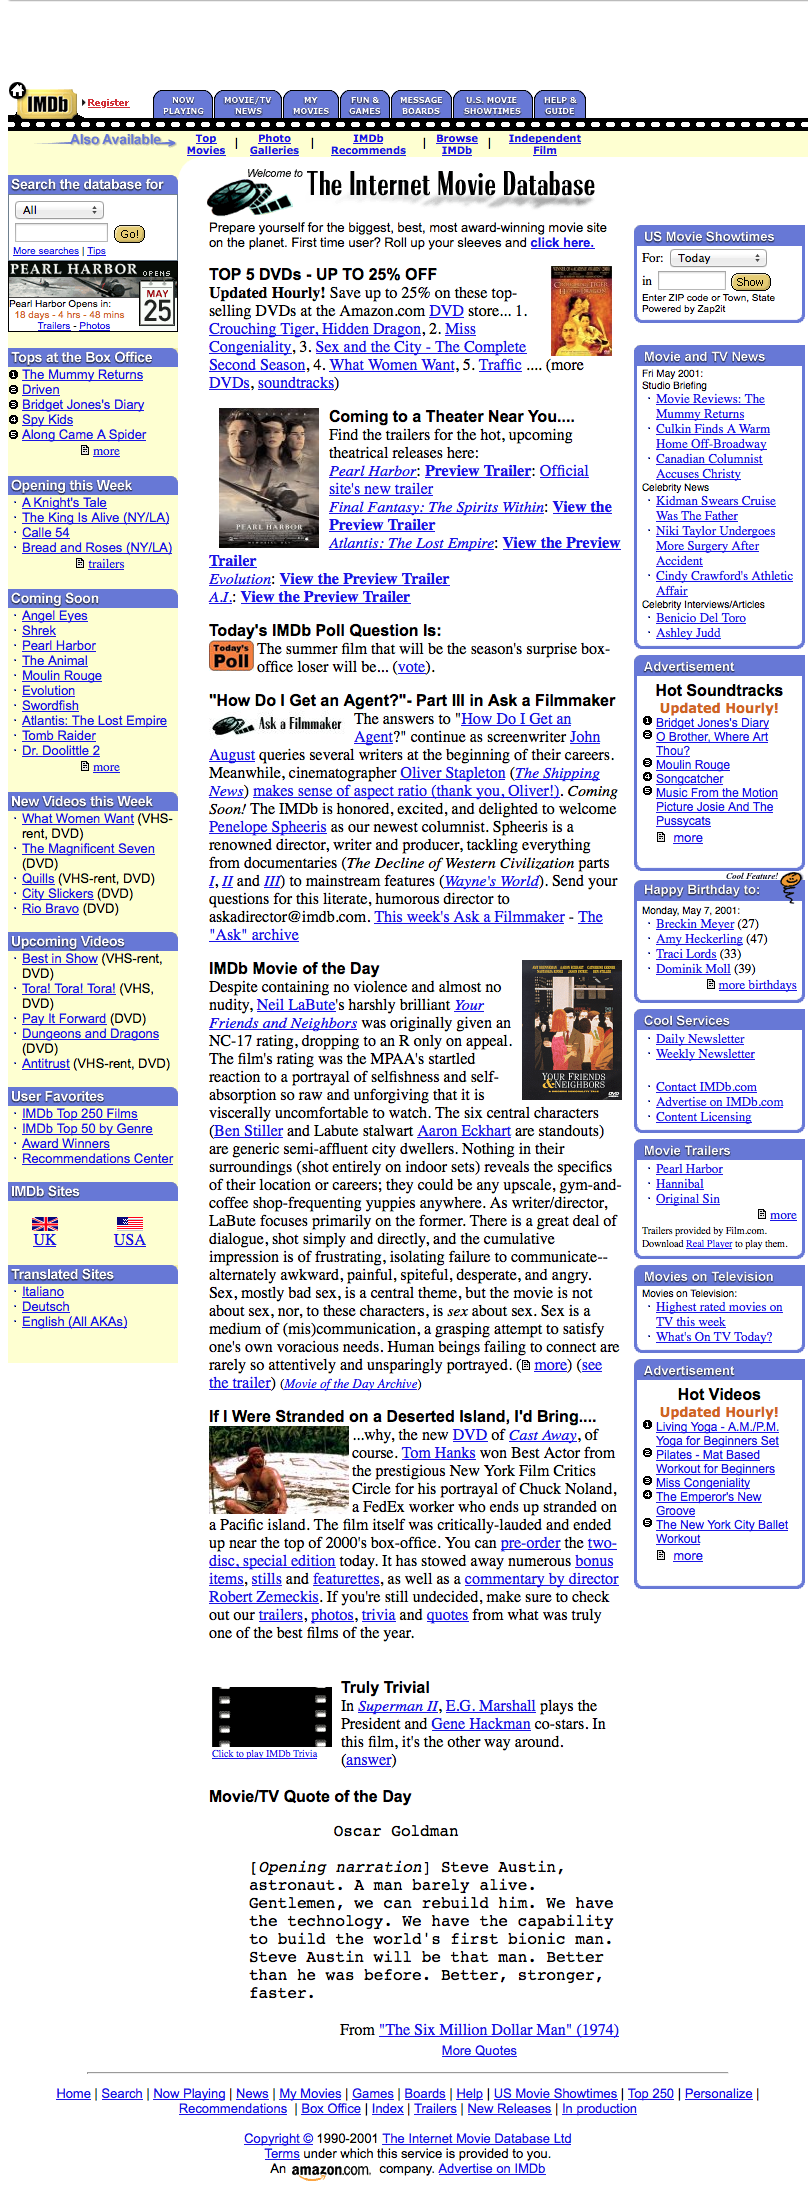 IMDb
Register
NOW PLAYING
MOVIE/TV NEWS
MY MOVIES
FUN & GAMES
MESSAGE BOARDS
U.S. MOVIE SHOWTIMES
HELP & GUIDE
Also Available
Top Movies | Photo Galleries | IMDb Recommends | Browse IMDb | Independent Film
Search the database for
All
Go!
More searches | Tips
PEARL HARBOR OPENS
MAY
25
Pearl Harbor Opens in:
18 days - 4 hrs - 48 mins
Trailers - Photos
Tops at the Box Office
1 The Mummy Returns
2 Driven
3 Bridget Jones's Diary
4 Spy Kids
5 Along Came A Spider
more
Opening this Week
· A Knight's Tale
· The King Is Alive (NY/LA)
· Calle 54
· Bread and Roses (NY/LA)
trailers
Coming Soon
· Angel Eyes
· Shrek
· Pearl Harbor
· The Animal
· Moulin Rouge
· Evolution
· Swordfish
· Atlantis: The Lost Empire
· Tomb Raider
· Dr. Doolittle 2
more
New Videos this Week
· What Women Want (VHS-
rent, DVD)
· The Magnificent Seven
(DVD)
· Quills (VHS-rent, DVD)
· City Slickers (DVD)
· Rio Bravo (DVD)
Upcoming Videos
· Best in Show (VHS-rent,
DVD)
· Tora! Tora! Tora! (VHS,
DVD)
· Pay It Forward (DVD)
· Dungeons and Dragons
(DVD)
· Antitrust (VHS-rent, DVD)
User Favorites
· IMDb Top 250 Films
· IMDb Top 50 by Genre
· Award Winners
· Recommendations Center
IMDb Sites
UK USA
Translated Sites
· Italiano
· Deutsch
· English (All AKAs)
Welcome to The Internet Movie Database
Prepare yourself for the biggest, best, most award-winning movie site
on the planet. First time user? Roll up your sleeves and click here.
TOP 5 DVDs - UP TO 25% OFF
Updated Hourly! Save up to 25% on these top-
selling DVDs at the Amazon.com DVD store... 1.
Crouching Tiger, Hidden Dragon, 2. Miss
Congeniality, 3. Sex and the City - The Complete
Second Season, 4. What Women Want, 5. Traffic .... (more
DVDs, soundtracks)
PEARL HARBOR
Coming to a Theater Near You....
Find the trailers for the hot, upcoming
theatrical releases here:
Pearl Harbor: Preview Trailer: Official
site's new trailer
Final Fantasy: The Spirits Within: View the
Preview Trailer
Atlantis: The Lost Empire: View the Preview
Trailer
Evolution: View the Preview Trailer
A.I.: View the Preview Trailer
Today's IMDb Poll Question Is:
Today's Poll
The summer film that will be the season's surprise box-
office loser will be... (vote).
"How Do I Get an Agent?"- Part III in Ask a Filmmaker
Ask a Filmmaker
The answers to "How Do I Get an
Agent?" continue as screenwriter John
August queries several writers at the beginning of their careers.
Meanwhile, cinematographer Oliver Stapleton (The Shipping
News) makes sense of aspect ratio (thank you, Oliver!). Coming
Soon! The IMDb is honored, excited, and delighted to welcome
Penelope Spheeris as our newest columnist. Spheeris is a
renowned director, writer and producer, tackling everything
from documentaries (The Decline of Western Civilization parts
I, II and III) to mainstream features (Wayne's World). Send your
questions for this literate, humorous director to
askadirector@imdb.com. This week's Ask a Filmmaker - The
"Ask" archive
IMDb Movie of the Day
YOUR FRIENDS & NEIGHBORS
Despite containing no violence and almost no
nudity, Neil LaBute's harshly brilliant Your
Friends and Neighbors was originally given an
NC-17 rating, dropping to an R only on appeal.
The film's rating was the MPAA's startled
reaction to a portrayal of selfishness and self-
absorption so raw and unforgiving that it is
viscerally uncomfortable to watch. The six central characters
(Ben Stiller and Labute stalwart Aaron Eckhart are standouts)
are generic semi-affluent city dwellers. Nothing in their
surroundings (shot entirely on indoor sets) reveals the specifics
of their location or careers; they could be any upscale, gym-and-
coffee shop-frequenting yuppies anywhere. As writer/director,
LaBute focuses primarily on the former. There is a great deal of
dialogue, shot simply and directly, and the cumulative
impression is of frustrating, isolating failure to communicate--
alternately awkward, painful, spiteful, desperate, and angry.
Sex, mostly bad sex, is a central theme, but the movie is not
about sex, nor, to these characters, is sex about sex. Sex is a
medium of (mis)communication, a grasping attempt to satisfy
one's own voracious needs. Human beings failing to connect are
rarely so attentively and unsparingly portrayed. (more) (see
the trailer) (Movie of the Day Archive)
If I Were Stranded on a Deserted Island, I'd Bring....
...why, the new DVD of Cast Away, of
course. Tom Hanks won Best Actor from
the prestigious New York Film Critics
Circle for his portrayal of Chuck Noland,
a FedEx worker who ends up stranded on
a Pacific island. The film itself was critically-lauded and ended
up near the top of 2000's box-office. You can pre-order the two-
disc, special edition today. It has stowed away numerous bonus
items, stills and featurettes, as well as a commentary by director
Robert Zemeckis. If you're still undecided, make sure to check
out our trailers, photos, trivia and quotes from what was truly
one of the best films of the year.
Click to play IMDb Trivia
Truly Trivial
In Superman II, E.G. Marshall plays the
President and Gene Hackman co-stars. In
this film, it's the other way around.
(answer)
Movie/TV Quote of the Day
Oscar Goldman
[Opening narration] Steve Austin,
astronaut. A man barely alive.
Gentlemen, we can rebuild him. We have
the technology. We have the capability
to build the world's first bionic man.
Steve Austin will be that man. Better
than he was before. Better, stronger,
faster.
From "The Six Million Dollar Man" (1974)
More Quotes
US Movie Showtimes
For: Today
in Show
Enter ZIP code or Town, State
Powered by Zap2it
Movie and TV News
Fri May 2001:
Studio Briefing
· Movie Reviews: The
Mummy Returns
· Culkin Finds A Warm
Home Off-Broadway
· Canadian Columnist
Accuses Christy
Celebrity News
· Kidman Swears Cruise
Was The Father
· Niki Taylor Undergoes
More Surgery After
Accident
· Cindy Crawford's Athletic
Affair
Celebrity Interviews/Articles
· Benicio Del Toro
· Ashley Judd
Advertisement
Hot Soundtracks
Updated Hourly!
1 Bridget Jones's Diary
2 O Brother, Where Art
Thou?
3 Moulin Rouge
4 Songcatcher
5 Music From the Motion
Picture Josie And The
Pussycats
more
Cool Feature!
Happy Birthday to:
Monday, May 7, 2001:
· Breckin Meyer (27)
· Amy Heckerling (47)
· Traci Lords (33)
· Dominik Moll (39)
more birthdays
Cool Services
· Daily Newsletter
· Weekly Newsletter
· Contact IMDb.com
· Advertise on IMDb.com
· Content Licensing
Movie Trailers
· Pearl Harbor
· Hannibal
· Original Sin
more
Trailers provided by Film.com.
Download Real Player to play them.
Movies on Television
Movies on Television:
· Highest rated movies on
TV this week
· What's On TV Today?
Advertisement
Hot Videos
Updated Hourly!
1 Living Yoga - A.M./P.M.
Yoga for Beginners Set
2 Pilates - Mat Based
Workout for Beginners
3 Miss Congeniality
4 The Emperor's New
Groove
5 The New York City Ballet
Workout
more
Home | Search | Now Playing | News | My Movies | Games | Boards | Help | US Movie Showtimes | Top 250 | Personalize |
Recommendations | Box Office | Index | Trailers | New Releases | In production
Copyright © 1990-2001 The Internet Movie Database Ltd
Terms under which this service is provided to you.
An amazon.com. company. Advertise on IMDb